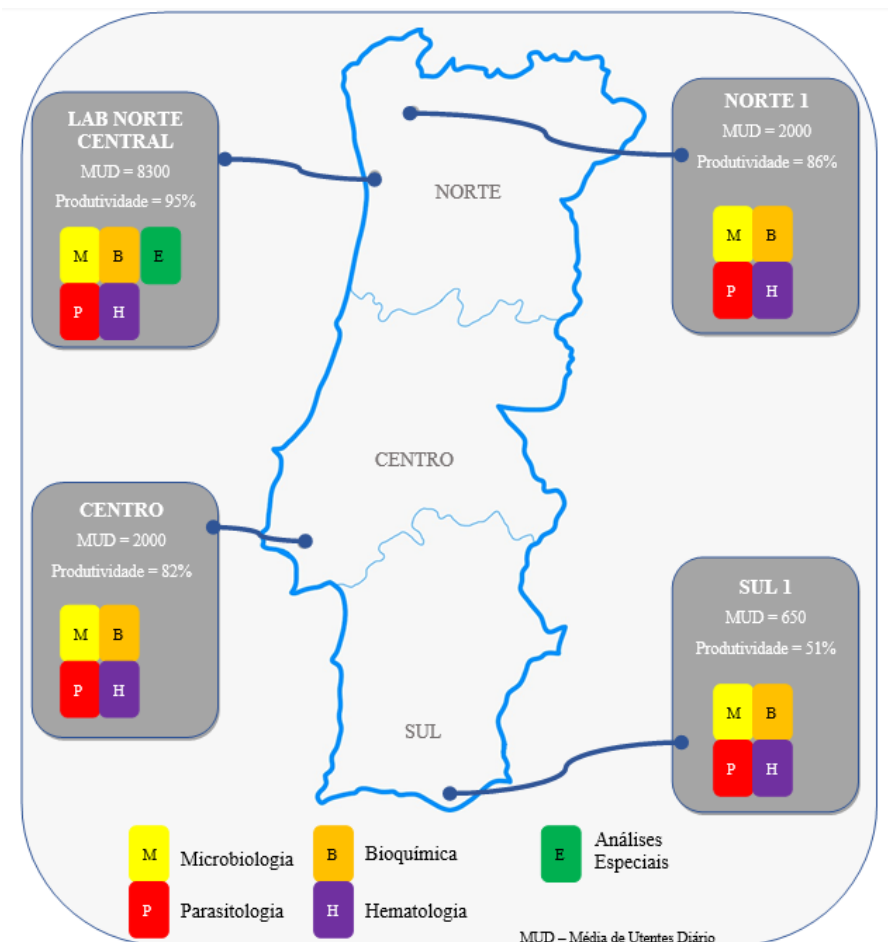 LAB NORTE
CENTRAL
MUD = 8300
Produtividade = 95%
M B E
P H
NORTE 1
MUD = 2000
Produtividade = 86%
M B
P H
NORTE
CENTRO
SUL
CENTRO
MUD = 2000
Produtividade = 82%
M B
P H
SUL 1
MUD = 650
Produtividade = 51%
M B
P H
M Microbiologia
B Bioquímica
E Análises
Especiais
P Parasitologia
H Hematologia
MUD – Média de Utentes Diário